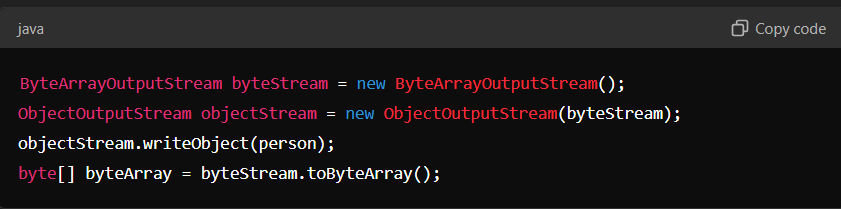 java
Copy code
ByteArrayOutputStream byteStream = new ByteArrayOutputStream();
ObjectOutputStream objectStream = new ObjectOutputStream(byteStream);
objectStream.writeObject(person);
byte[] byteArray = byteStream.toByteArray();